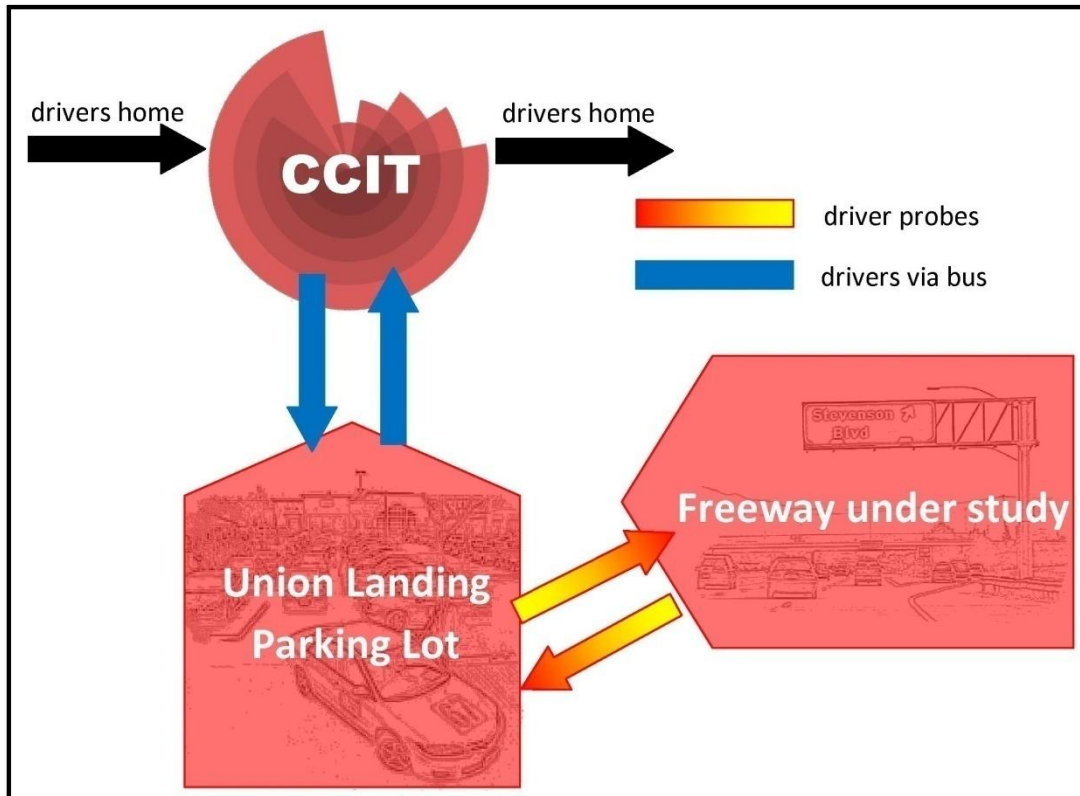 drivers home
drivers home
CCIT
driver probes
drivers via bus
Stevenson
Blvd
Freeway under study
Union Landing
Parking Lot